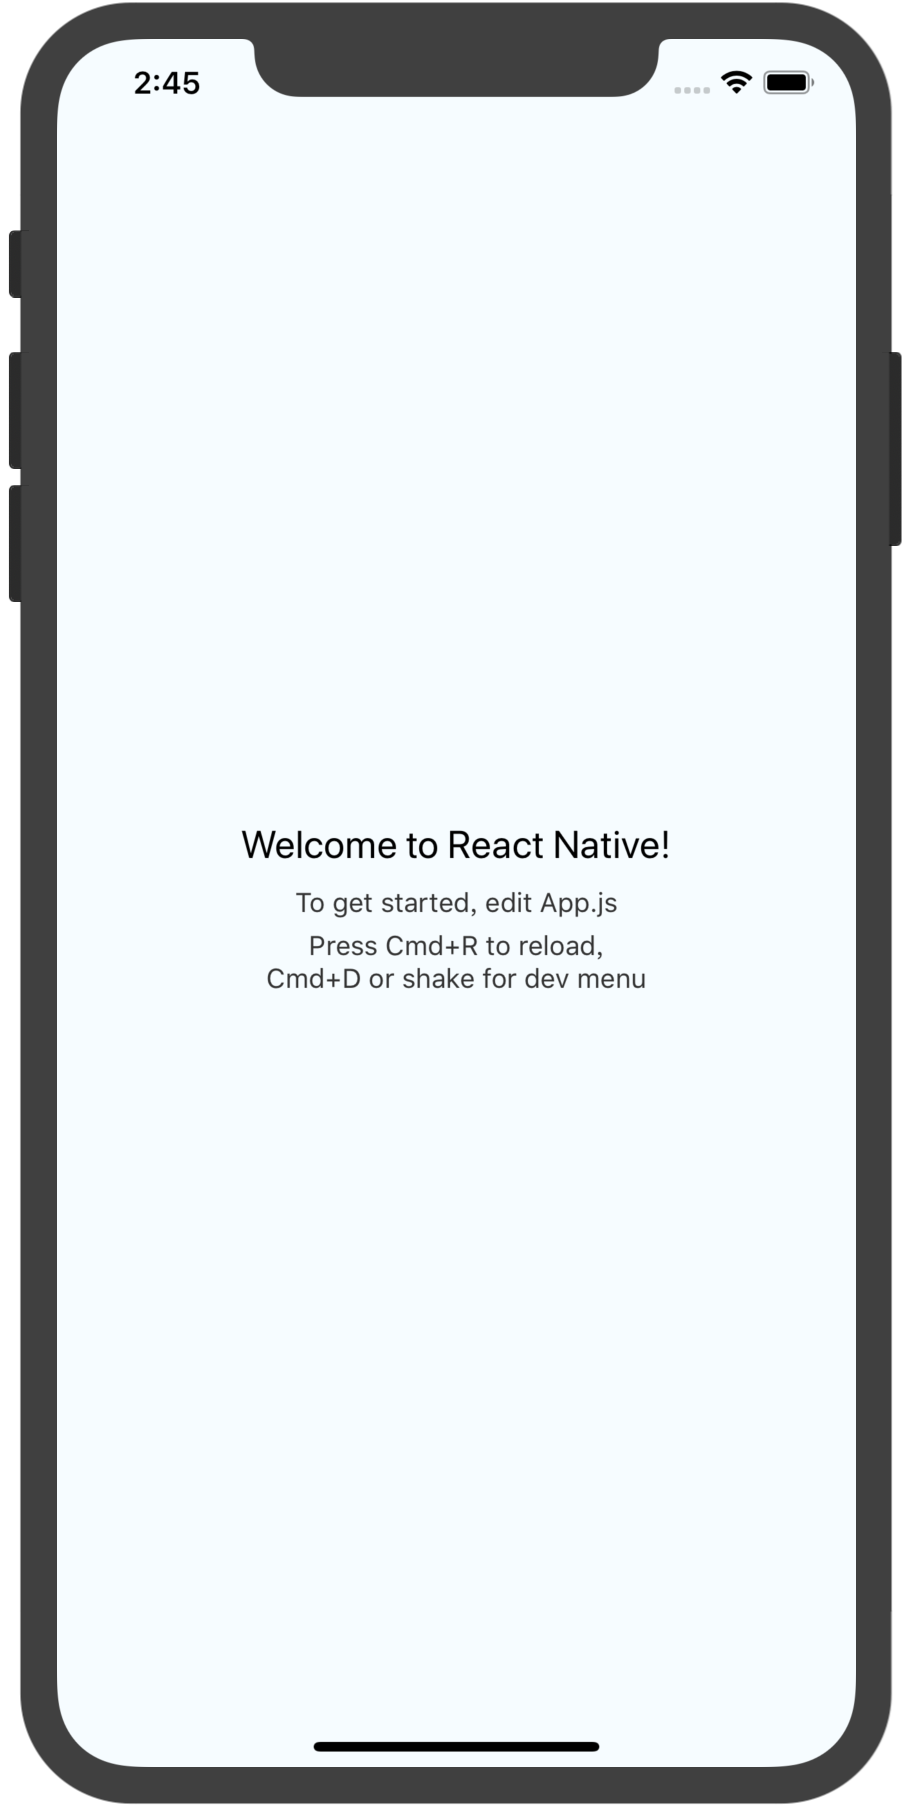 2:45
Welcome to React Native!
To get started, edit App.js
Press Cmd+R to reload,
Cmd+D or shake for dev menu